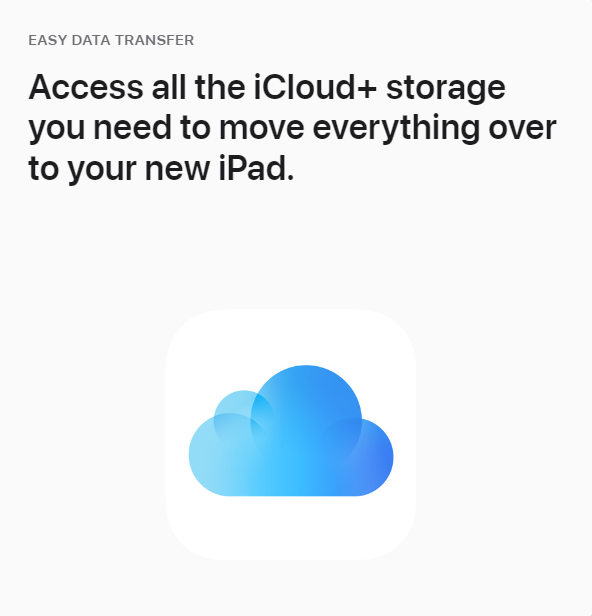 EASY DATA TRANSFER
Access all the iCloud+ storage
you need to move everything over
to your new iPad.